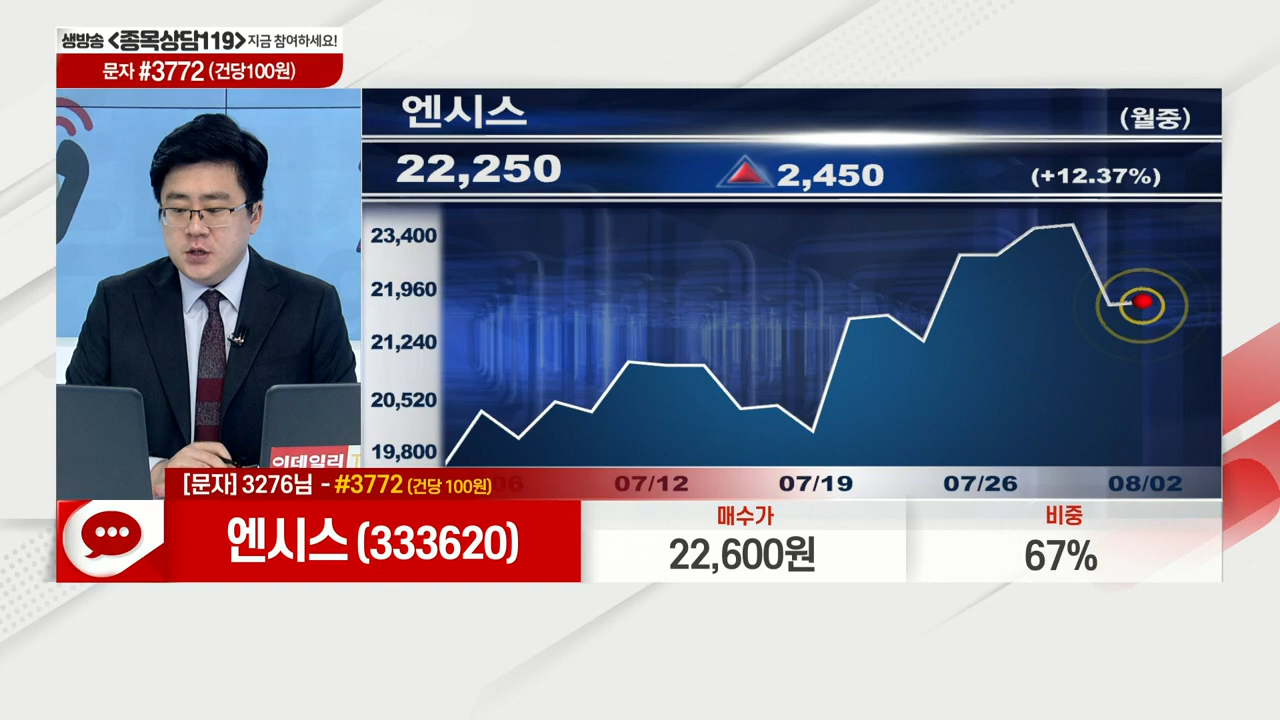 생방송 <종목상담119> 지금 참여하세요!
문자 #3772 (건당100원)
엔시스
(월중)
22,250
2,450
(+12.37%)
23,400
21,960
21,240
20,520
19,800
07/12
07/19
07/26
08/02
이데일리
[문자] 3276님 - #3772 (건당 100원)
엔시스 (333620)
매수가
비중
22,600원
67%